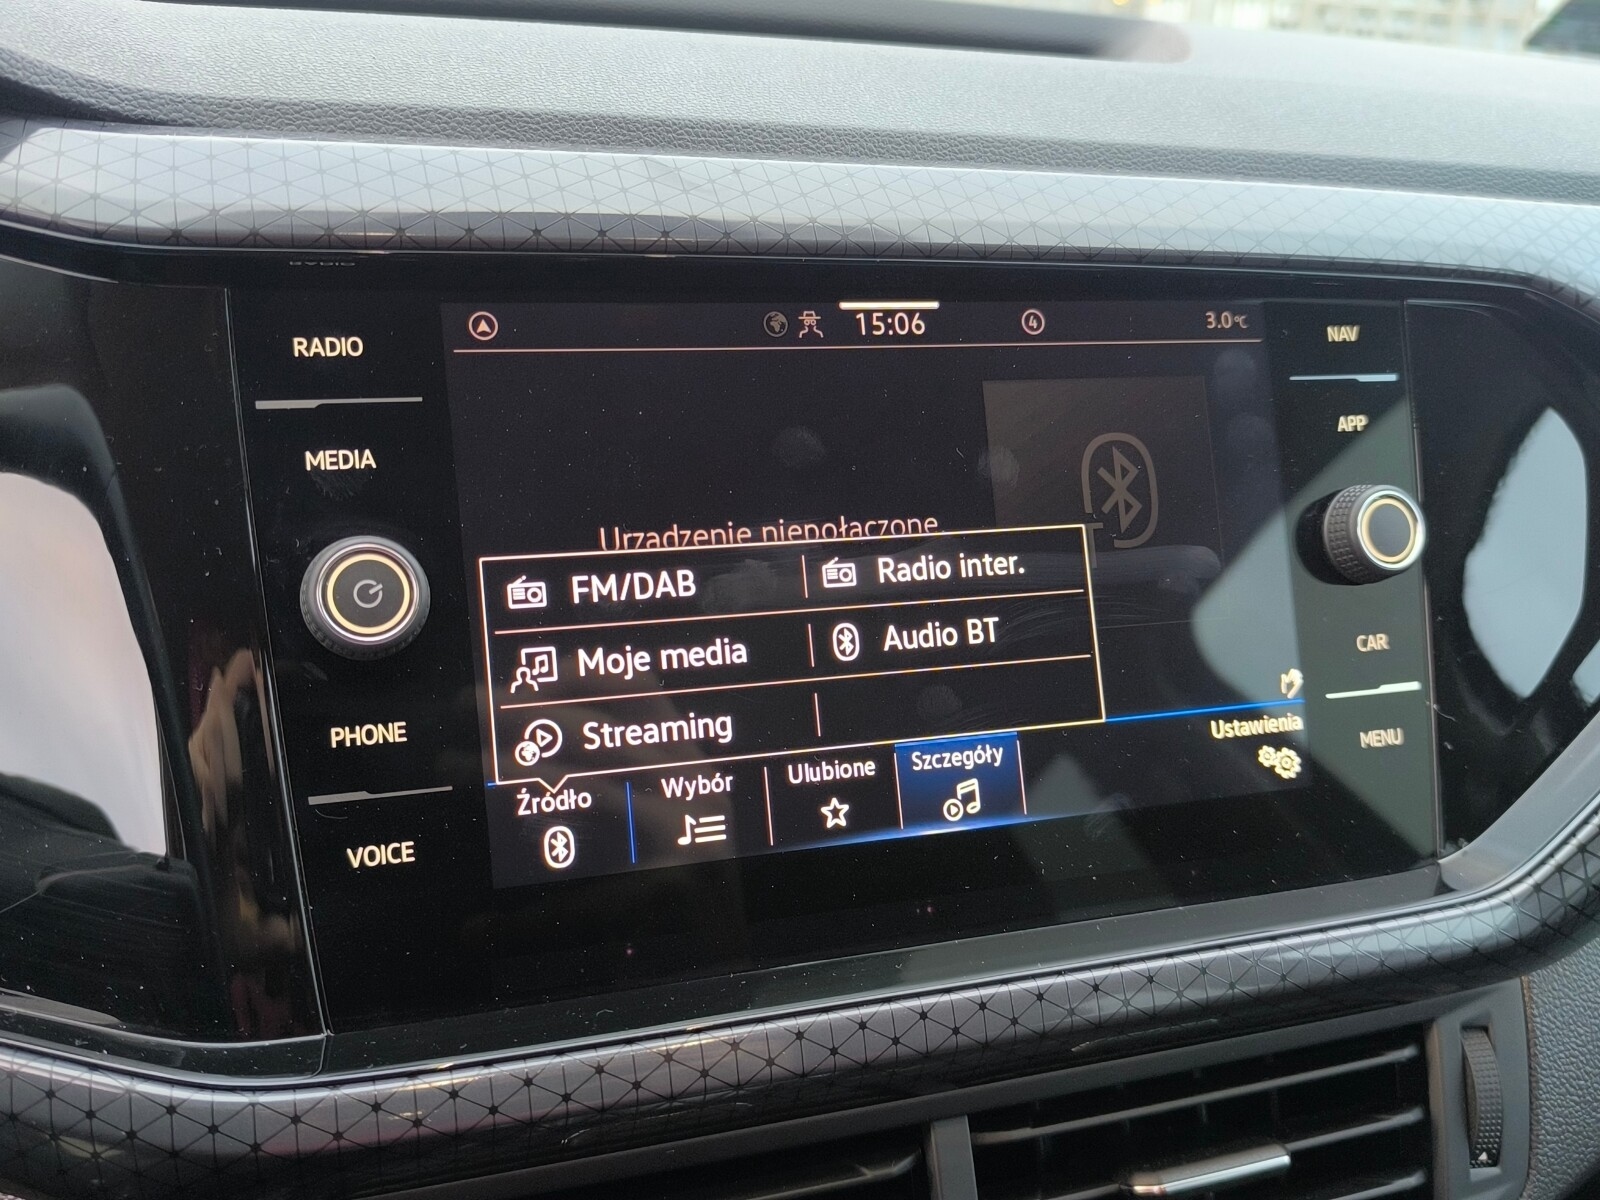 15:06
4
3.0°C
RADIO
MEDIA
PHONE
VOICE
Urządzenie niepołączone.
FM/DAB
Radio inter.
Moje media
Audio BT
Streaming
Źródło
Wybór
Ulubione
Szczegóły
Ustawienia
NAV
APP
CAR
MENU